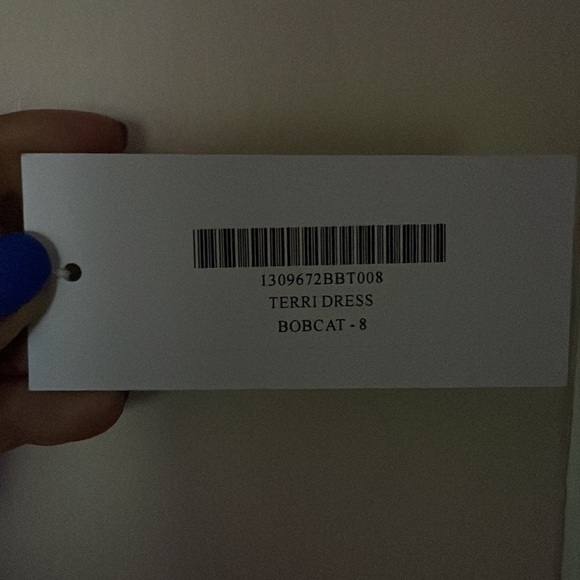 1309672BBT008
TERRI DRESS
BOBCAT - 8